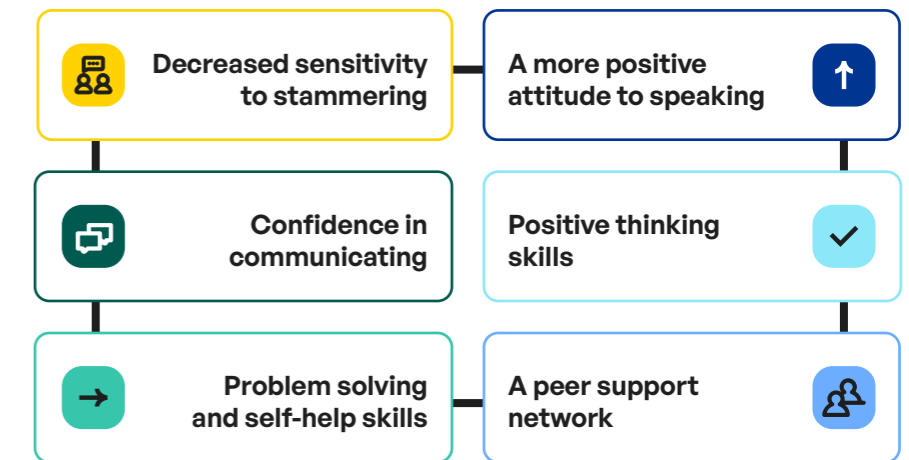 Decreased sensitivity
to stammering
A more positive
attitude to speaking
Confidence in
communicating
Positive thinking
skills
Problem solving
and self-help skills
A peer support
network